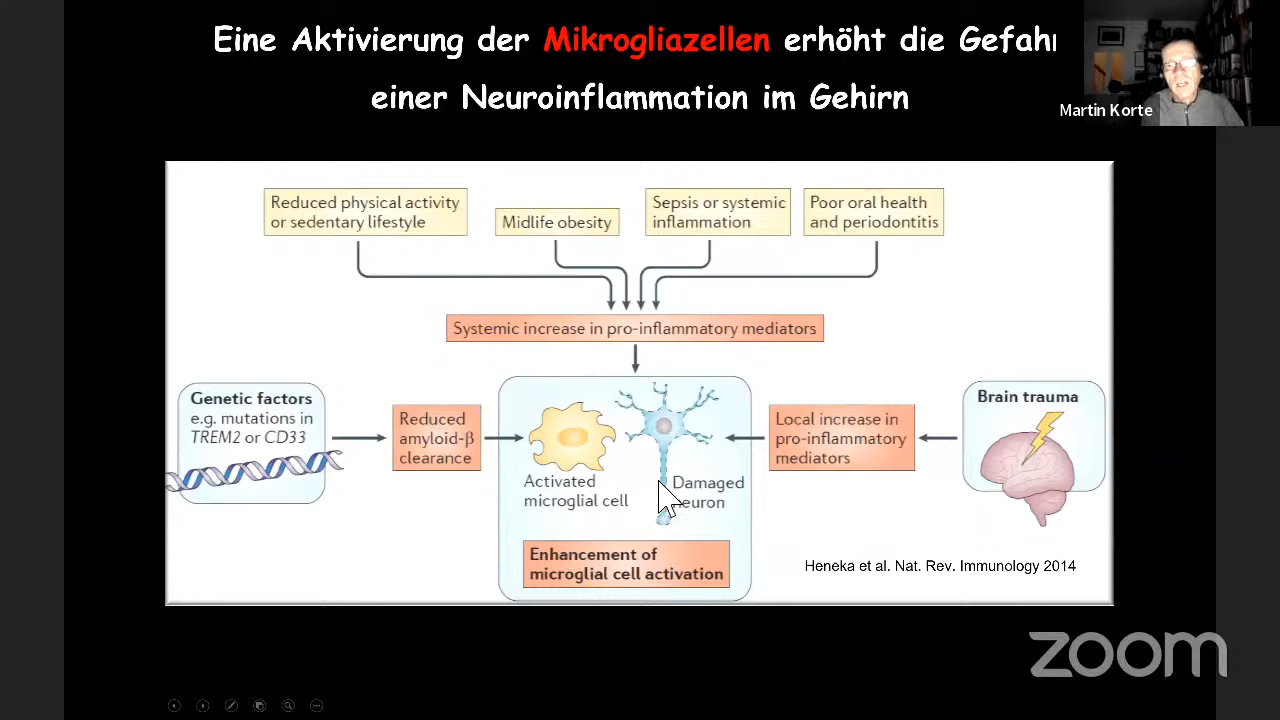 Eine Aktivierung der Mikrogliazellen erhöht die Gefahr
einer Neuroinflammation im Gehirn
Martin Korte
Reduced physical activity
or sedentary lifestyle
Midlife obesity
Sepsis or systemic
inflammation
Poor oral health
and periodontitis
Systemic increase in pro-inflammatory mediators
Genetic factors
e.g. mutations in
TREM2 or CD33
Reduced
amyloid-β
clearance
Activated
microglial cell
Damaged
neuron
Enhancement of
microglial cell activation
Local increase in
pro-inflammatory
mediators
Brain trauma
Heneka et al. Nat. Rev. Immunology 2014
zoom